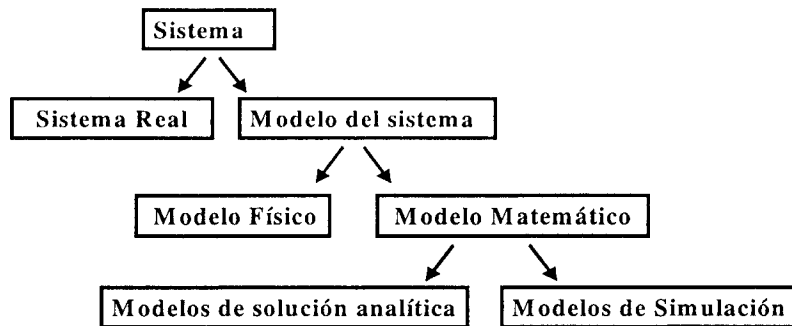 Sistema
Sistema Real
Modelo del sistema
Modelo Físico
Modelo Matemático
Modelos de solución analítica
Modelos de Simulación